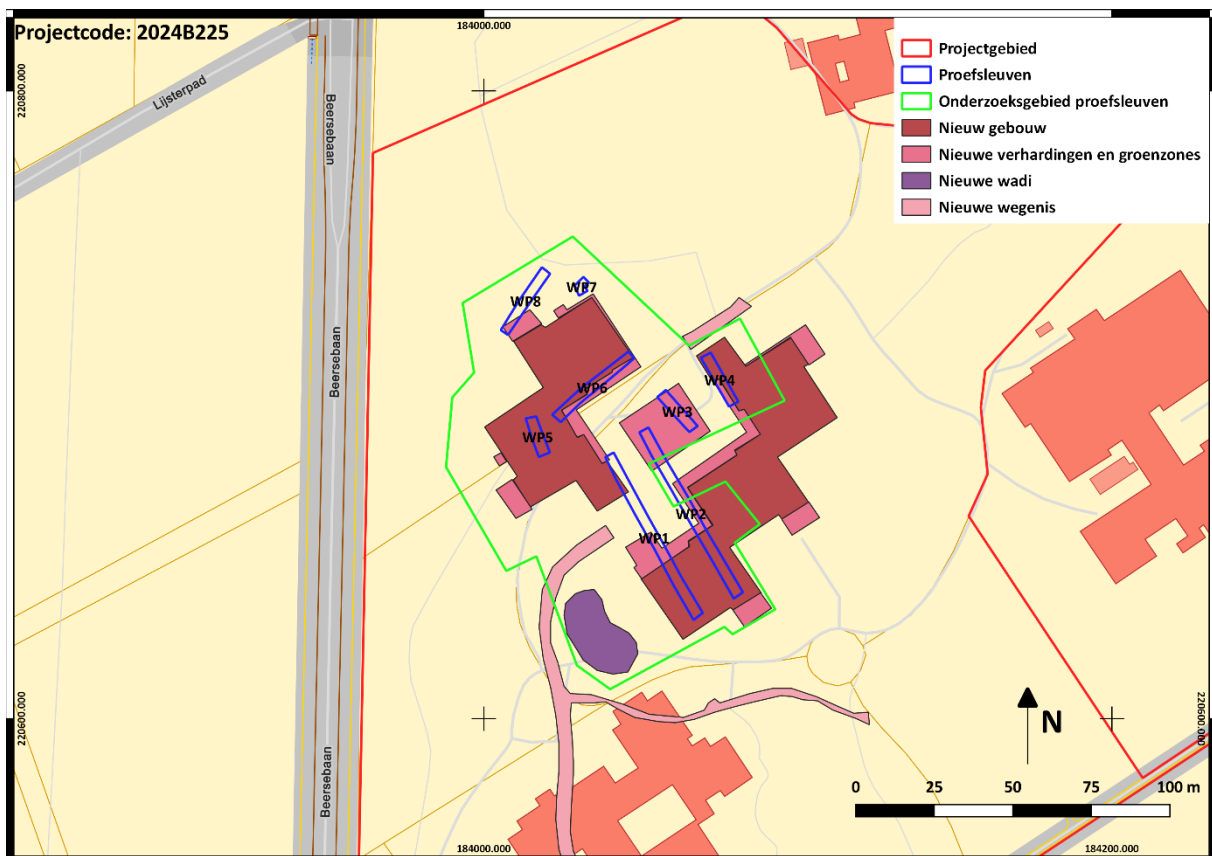 Projectcode: 2024B225
184000.000
220800.000
Lijsterpad
Beersebaan
Beersebaan
Beersebaan
Projectgebied
Proefsleuven
Onderzoeksgebied proefsleuven
Nieuw gebouw
Nieuwe verhardingen en groenzones
Nieuwe wadi
Nieuwe wegenis
WP8
WP7
WP6
WP4
WP3
WP5
WP2
WP1
220600.000
220600.000
N
0 25 50 75 100 m
184000.000
184200.000